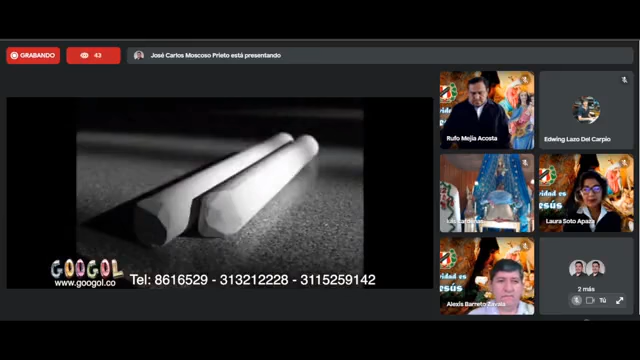 GRABANDO
43
José Carlos Moscoso Prieto está presentando
Rufo Mejía Acosta
Edwing Lazo Del Carpio
Laura Soto Apaza
Alexis Barreto Zavala
2 más
Tú
GOOGOL
www.googol.co
Tel: 8616529 - 313212228 - 3115259142